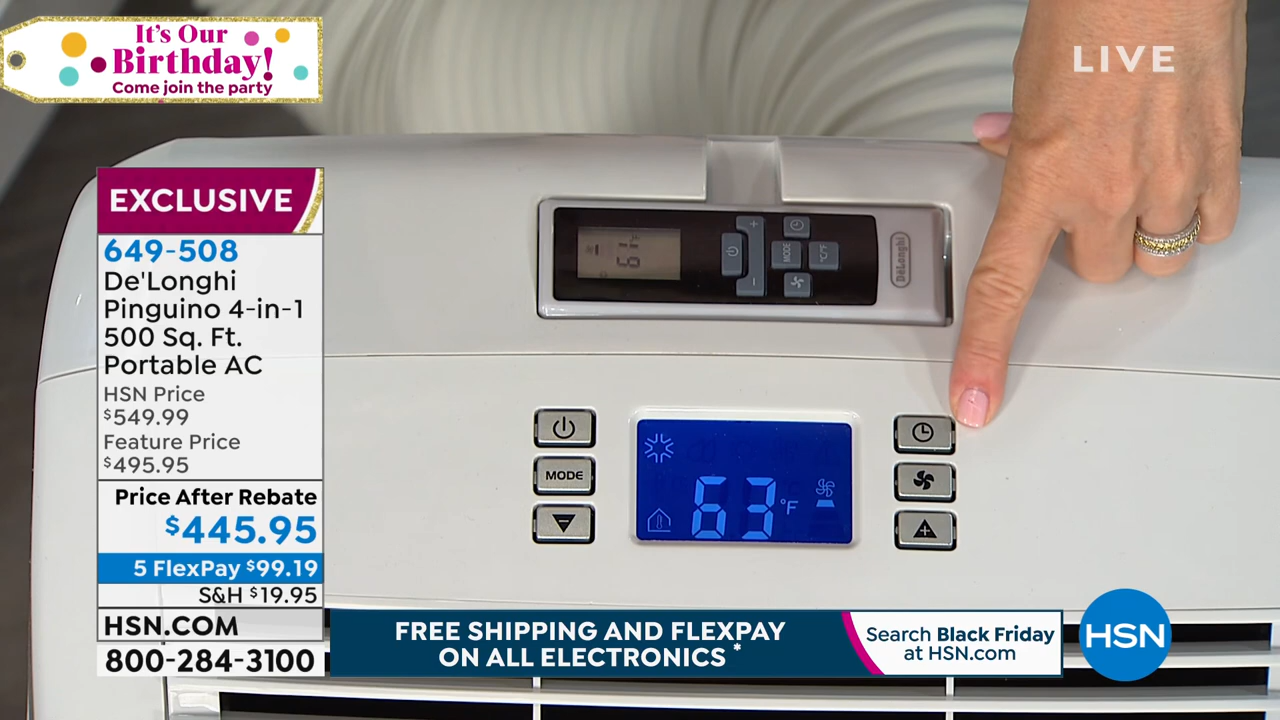 It's Our
Birthday!
Come join the party
LIVE
EXCLUSIVE
649-508
De'Longhi
Pinguino 4-in-1
500 Sq. Ft.
Portable AC
HSN Price
$549.99
Feature Price
$495.95
Price After Rebate
$445.95
5 FlexPay $99.19
S&H $19.95
HSN.COM
800-284-3100
61°F
+
MODE
°C°F
-
DeLonghi
MODE
63°F
FREE SHIPPING AND FLEXPAY
ON ALL ELECTRONICS*
Search Black Friday
at HSN.com
HSN